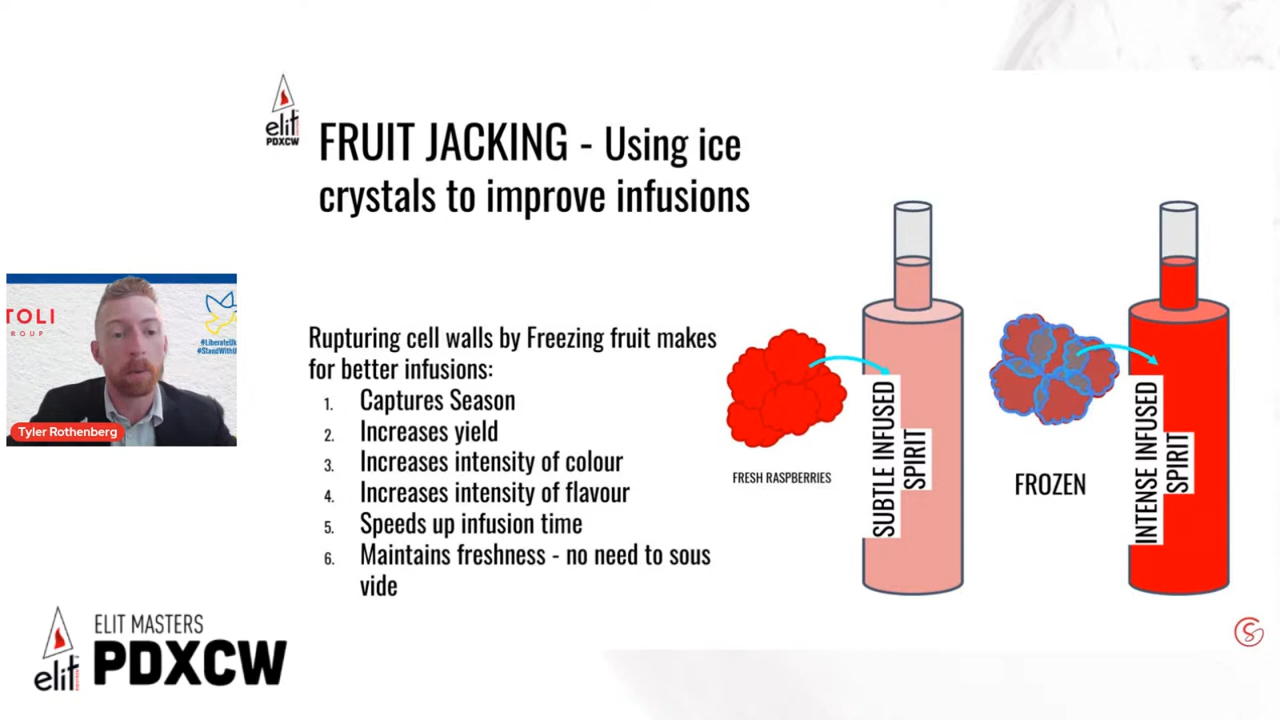 elit
PDXCW
FRUIT JACKING - Using ice
crystals to improve infusions
Rupturing cell walls by Freezing fruit makes
for better infusions:
1. Captures Season
2. Increases yield
3. Increases intensity of colour
4. Increases intensity of flavour
5. Speeds up infusion time
6. Maintains freshness - no need to sous
vide
FRESH RASPBERRIES
SUBTLE INFUSED
SPIRIT
FROZEN
INTENSE INFUSED
SPIRIT
TOLI
ROUP
#LiberateUk
#StandWithU
Tyler Rothenberg
elit
ELIT MASTERS
PDXCW